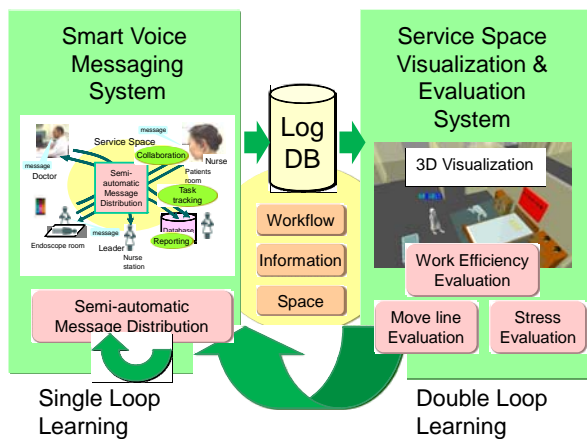 Smart Voice
Messaging
System
message
message
Service Space
Collaboration
Doctor
Nurse
Patients
room
Semi-
automatic
Message
Distribution
Task
tracking
message
Endoscope room
Leader
Nurse
station
Database
Reporting
Semi-automatic
Message Distribution
Single Loop
Learning
Log
DB
Workflow
Information
Space
Service Space
Visualization &
Evaluation
System
3D Visualization
Work Efficiency
Evaluation
Move line
Evaluation
Stress
Evaluation
Double Loop
Learning